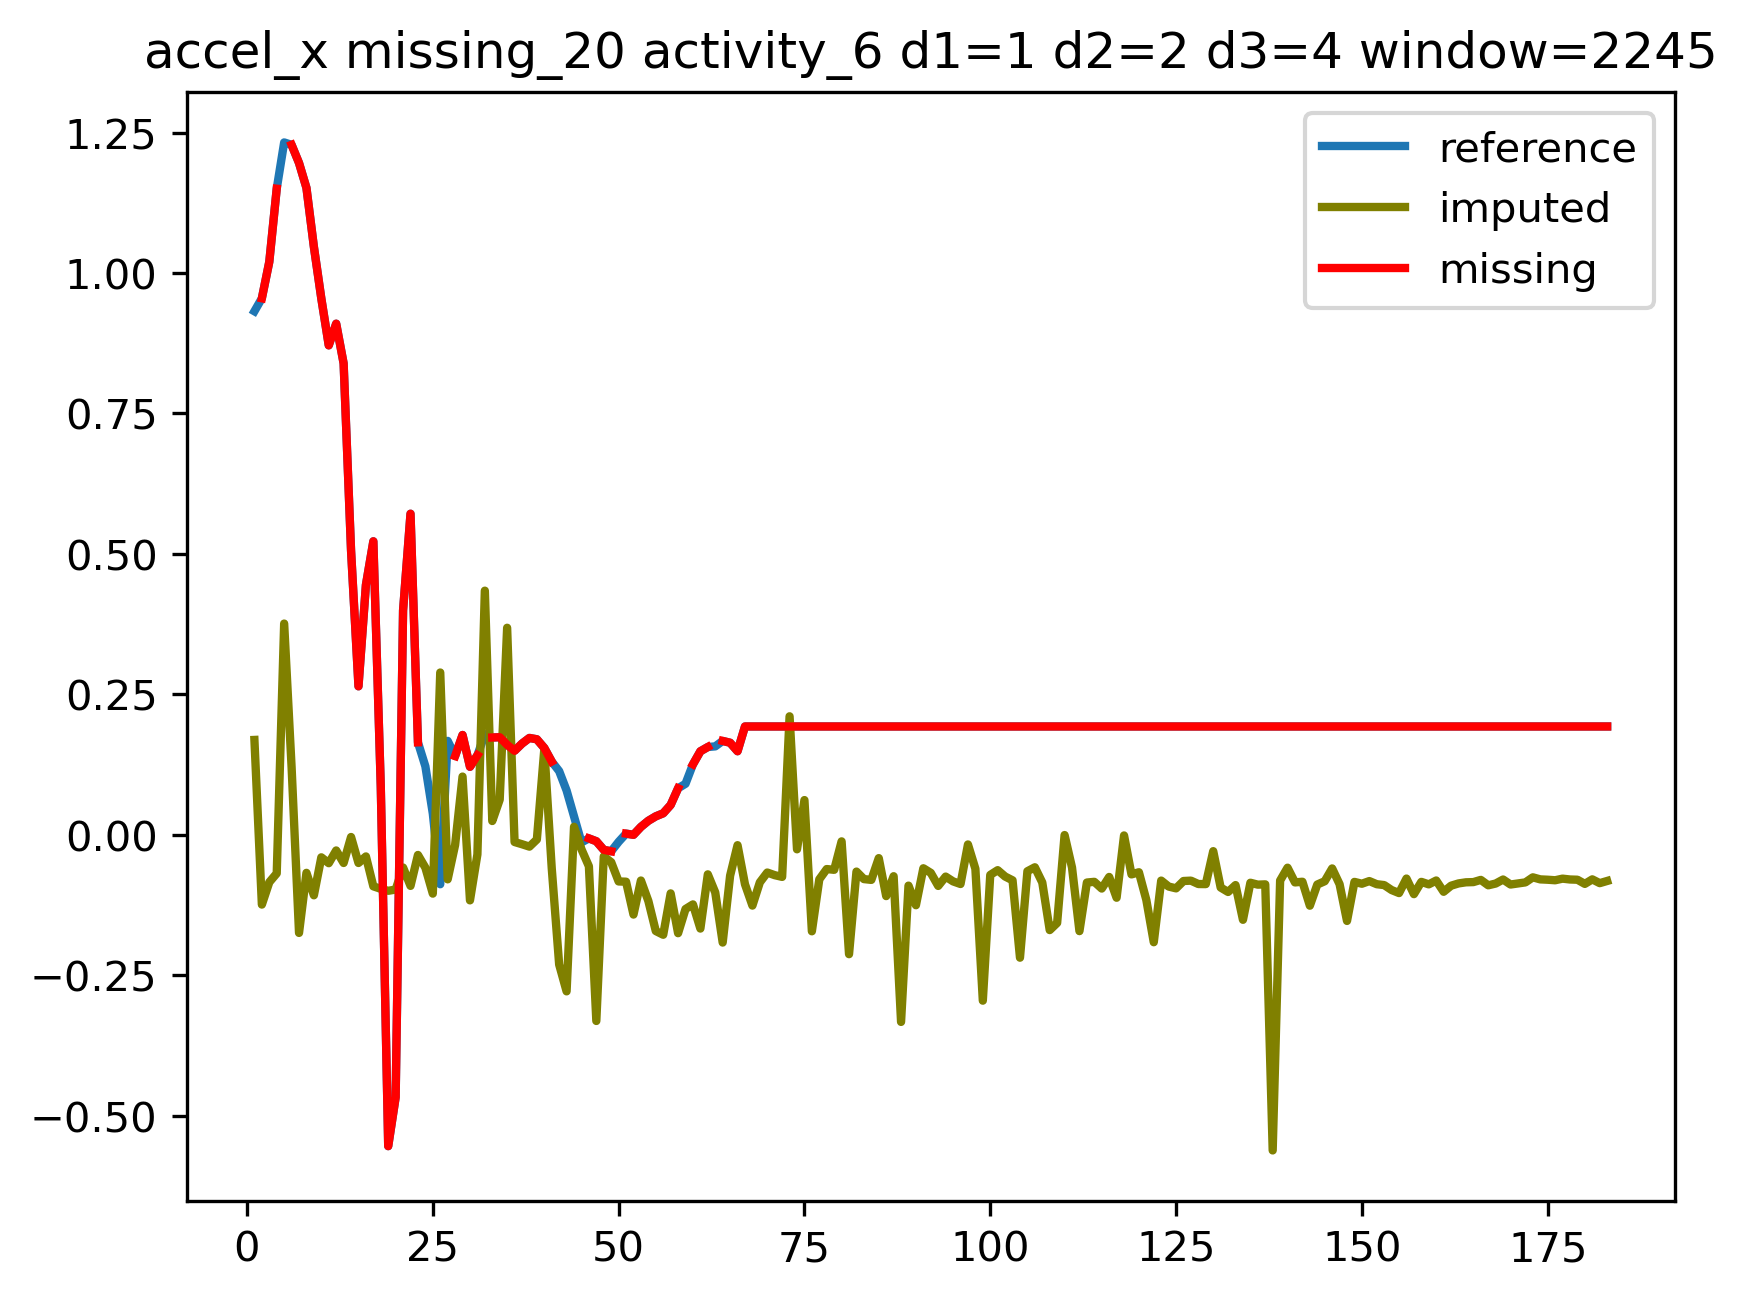 accel_x missing_20 activity_6 d1=1 d2=2 d3=4 window=2245
1.25
1.00
0.75
0.50
0.25
0.00
−0.25
−0.50
reference
imputed
missing
0 25 50 75 100 125 150 175